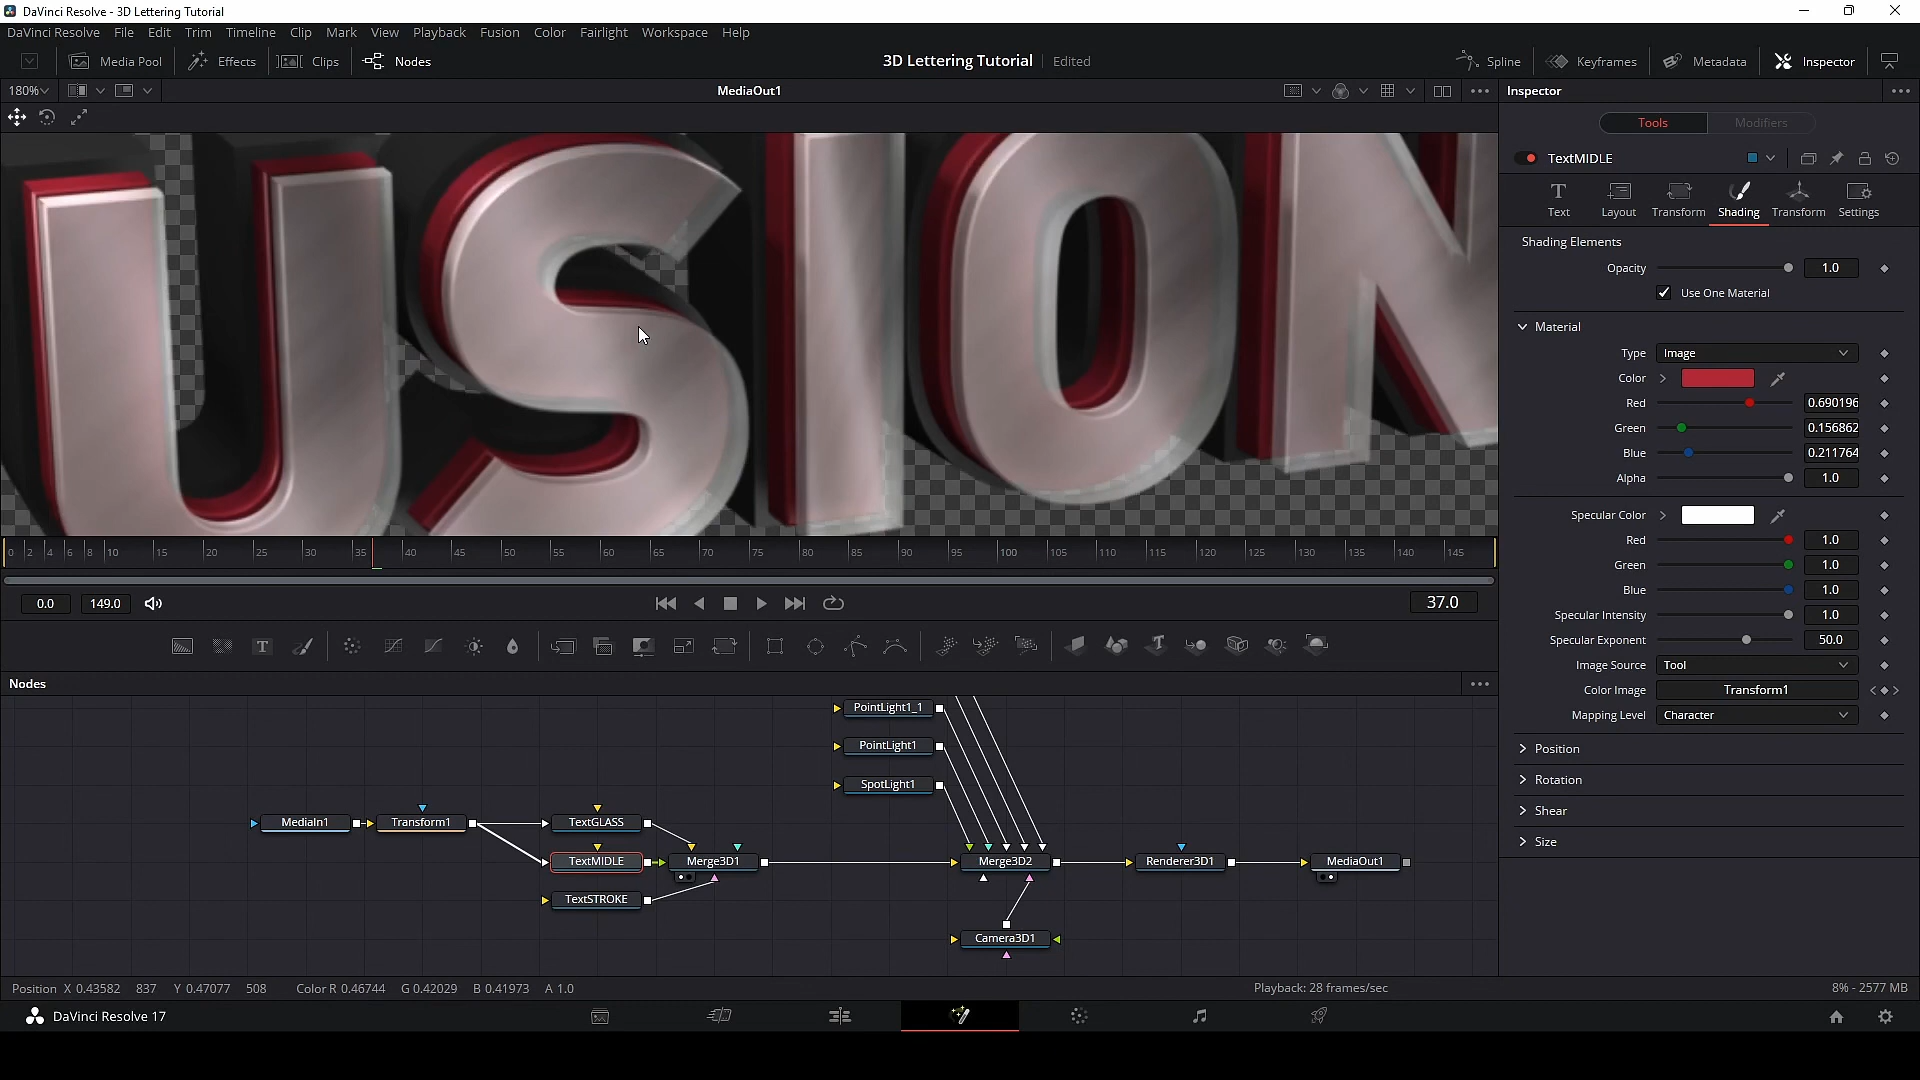 DaVinci Resolve - 3D Lettering Tutorial
DaVinci Resolve File Edit Trim Timeline Clip Mark View Playback Fusion Color Fairlight Workspace Help
Media Pool Effects Clips Nodes 3D Lettering Tutorial Edited Spline Keyframes Metadata Inspector
180% MediaOut1 Inspector
Tools Modifiers
TextMIDLE
Text Layout Transform Shading Transform Settings
USION
Shading Elements
Opacity 1.0
Use One Material
Material
Type Image
Color
Red 0.690196
Green 0.156862
Blue 0.211764
Alpha 1.0
Specular Color
Red 1.0
Green 1.0
Blue 1.0
Specular Intensity 1.0
Specular Exponent 50.0
Image Source Tool
Color Image Transform1
Mapping Level Character
Position
Rotation
Shear
Size
0 2 4 6 8 10 15 20 25 30 35 40 45 50 55 60 65 70 75 80 85 90 95 100 105 110 115 120 125 130 135 140 145
0.0 149.0 37.0
T
Nodes
PointLight1_1
PointLight1
SpotLight1
MediaIn1 Transform1 TextGLASS
TextMIDLE Merge3D1 Merge3D2 Renderer3D1 MediaOut1
TextSTROKE
Camera3D1
Position X 0.43582 837 Y 0.47077 508 Color R 0.46744 G 0.42029 B 0.41973 A 1.0 Playback: 28 frames/sec 8% - 2577 MB
DaVinci Resolve 17